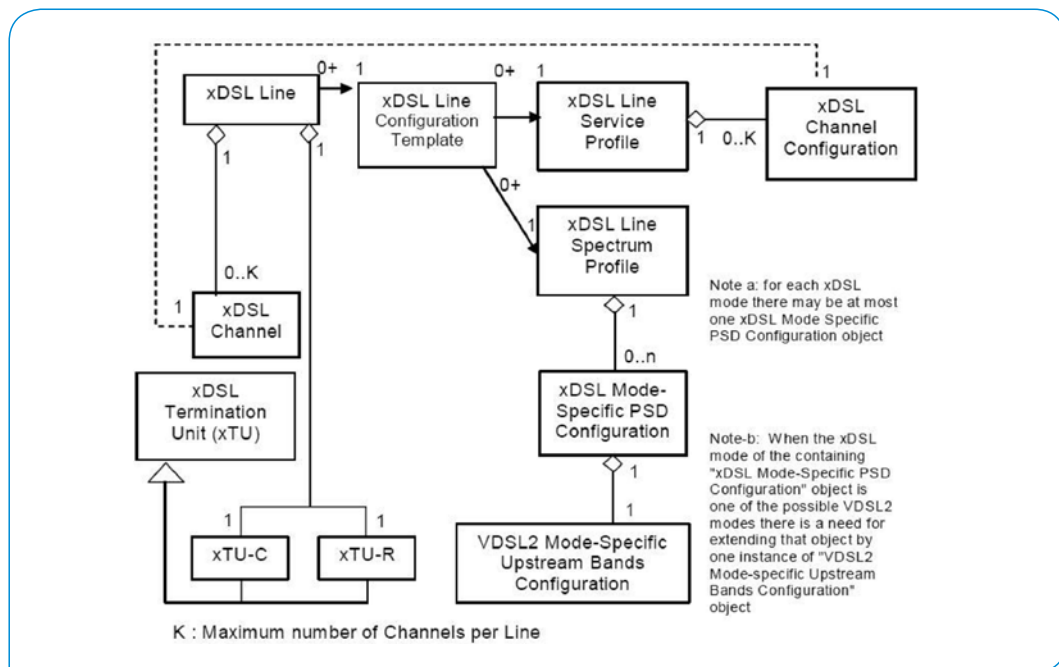 0+
1
0+
1
1
xDSL Line
xDSL Line
Configuration
Template
xDSL Line
Service
Profile
xDSL
Channel
Configuration
1
1
1
0..K
0+
1
xDSL Line
Spectrum
Profile
0..K
1
xDSL
Channel
1
Note a: for each xDSL
mode there may be at most
one xDSL Mode Specific
PSD Configuration object
0..n
xDSL
Termination
Unit (xTU)
xDSL Mode-
Specific PSD
Configuration
1
Note-b: When the xDSL
mode of the containing
"xDSL Mode-Specific PSD
Configuration" object is
one of the possible VDSL2
modes there is a need for
extending that object by
one instance of "VDSL2
Mode-specific Upstream
Bands Configuration"
object
1
1
1
xTU-C
xTU-R
VDSL2 Mode-Specific
Upstream Bands
Configuration
K : Maximum number of Channels per Line